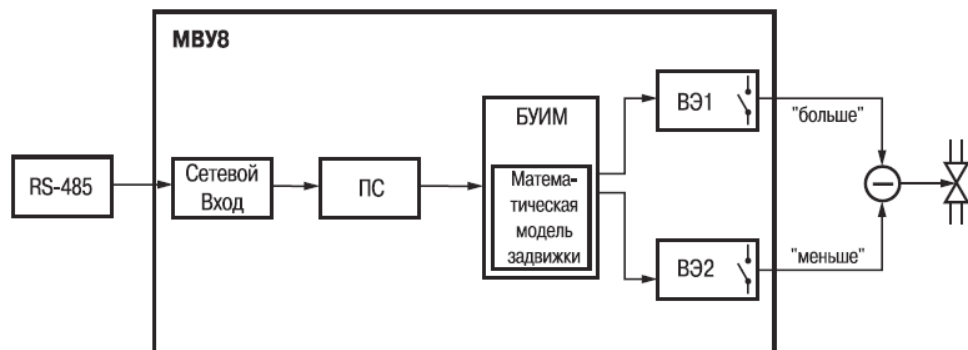 МВУ8
RS-485
Сетевой
Вход
ПС
БУИМ
Матема-
тическая
модель
задвижки
ВЭ1
"больше"
ВЭ2
"меньше"